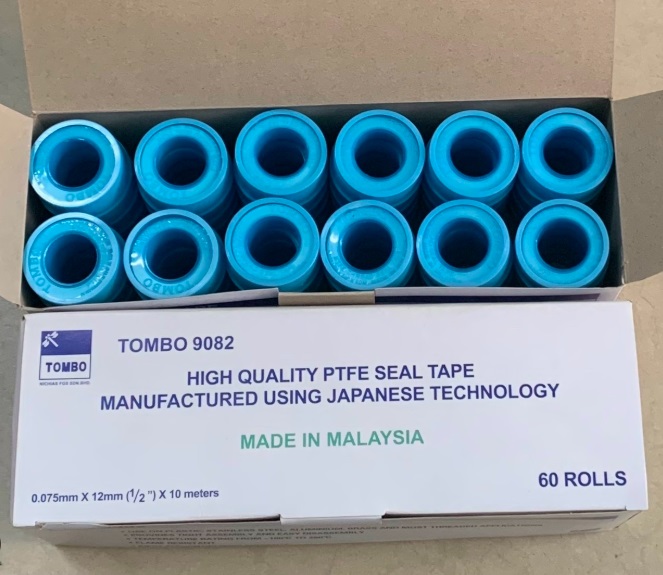 TOMBO
TOMBO
TOMBO
TOMBO
TOMBO 9082
HIGH QUALITY PTFE SEAL TAPE
MANUFACTURED USING JAPANESE TECHNOLOGY
MADE IN MALAYSIA
0.075mm X 12mm (1/2") X 10 meters
60 ROLLS